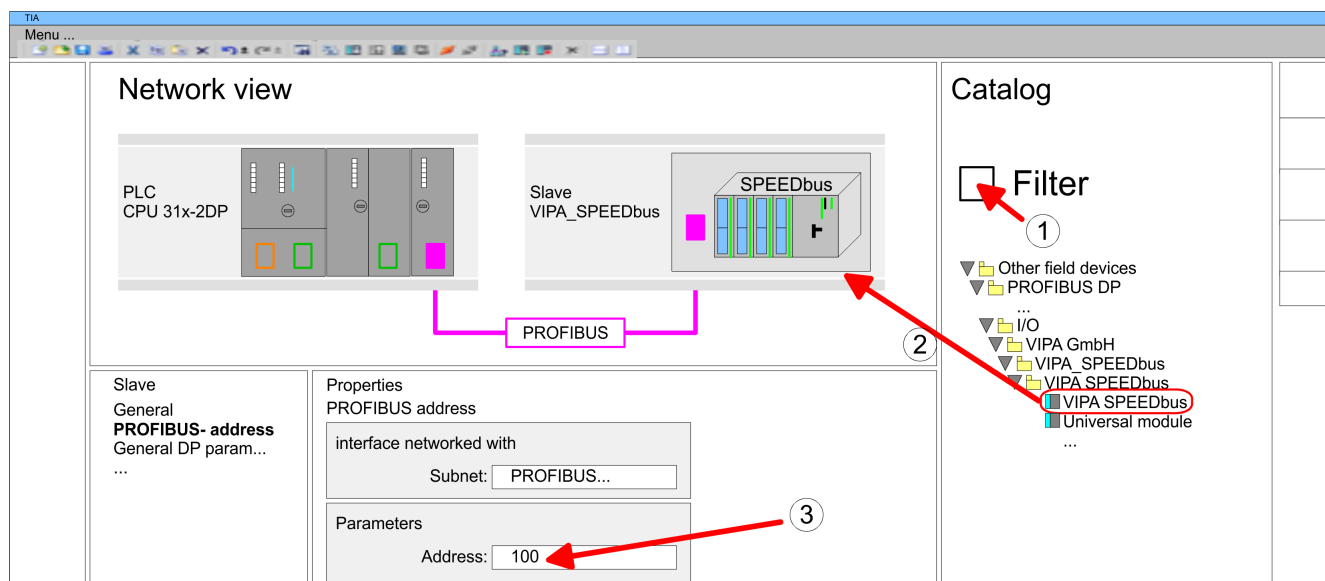 TIA
Menu ...
Network view
PLC
CPU 31x-2DP
Slave
VIPA_SPEEDbus
SPEEDbus
PROFIBUS
2
Catalog
Filter
1
Other field devices
PROFIBUS DP
...
I/O
VIPA GmbH
VIPA_SPEEDbus
VIPA SPEEDbus
VIPA SPEEDbus
Universal module
...
Slave
General
PROFIBUS- address
General DP param...
...
Properties
PROFIBUS address
interface networked with
Subnet: PROFIBUS...
Parameters
Address: 100
3